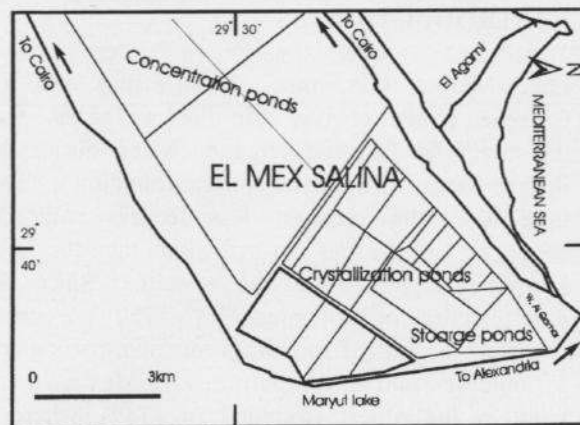 29 30
To Cairo
To Cairo
El Agami
N
Concentration ponds
MEDITERRANEAN SEA
EL MEX SALINA
29
40
Crystallization ponds
Stoarge ponds
0 3km
To Alexandria
Maryut lake